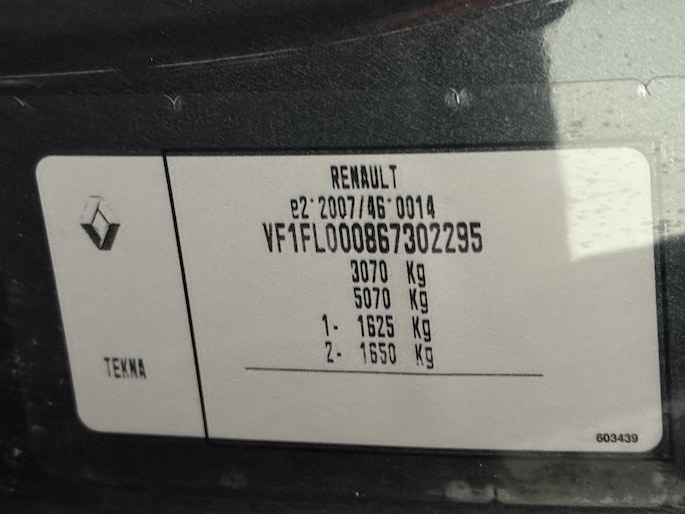 RENAULT
e2*2007/46*0014
VF1FL000867302295
3070 Kg
5070 Kg
1- 1625 Kg
2- 1650 Kg
TEKNA
603439